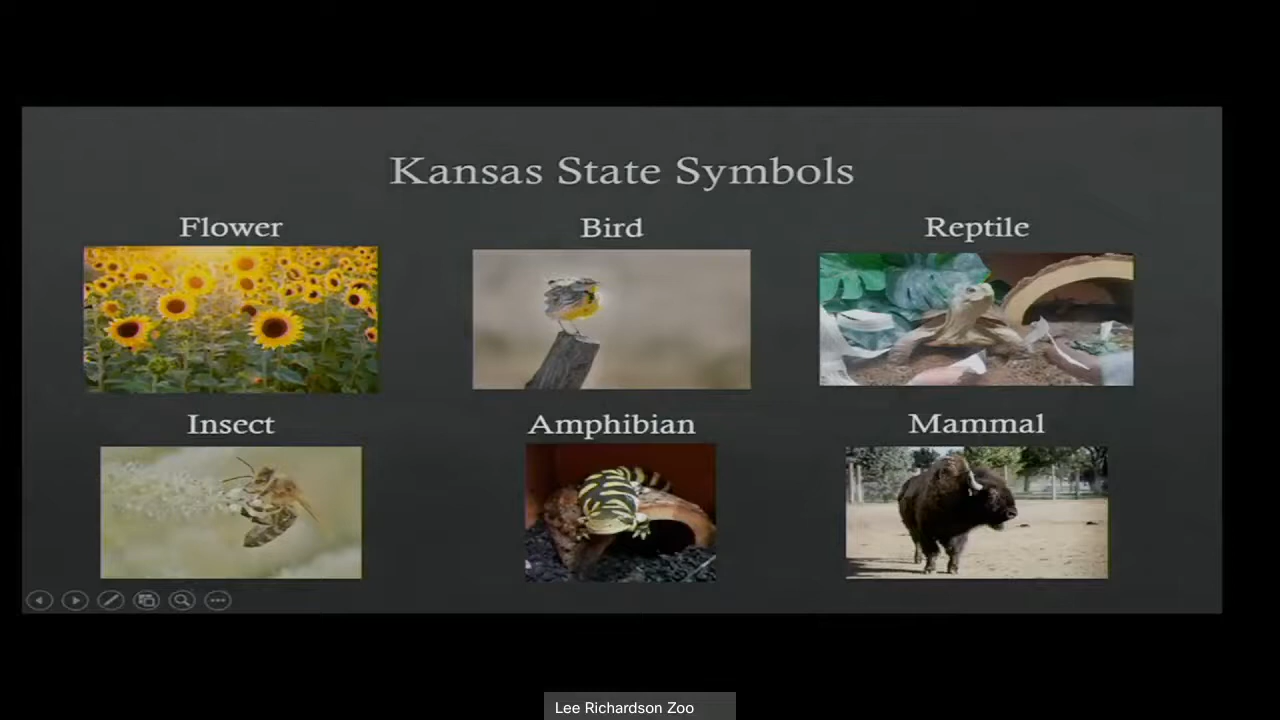 Kansas State Symbols
Flower
Bird
Reptile
Insect
Amphibian
Mammal
Lee Richardson Zoo